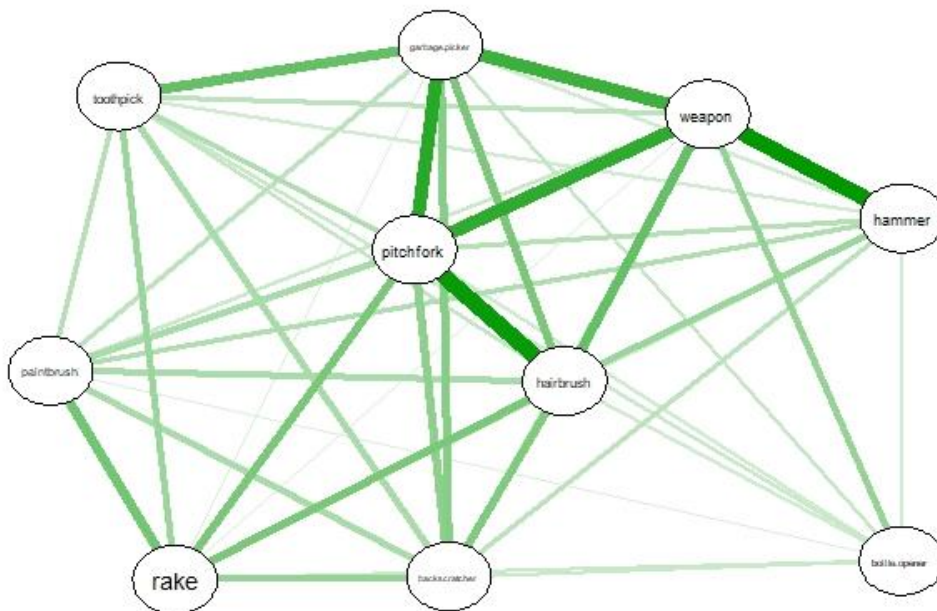 garbage.picker
toothpick
weapon
hammer
pitchfork
paintbrush
hairbrush
rake
backscratcher
bottle.opener